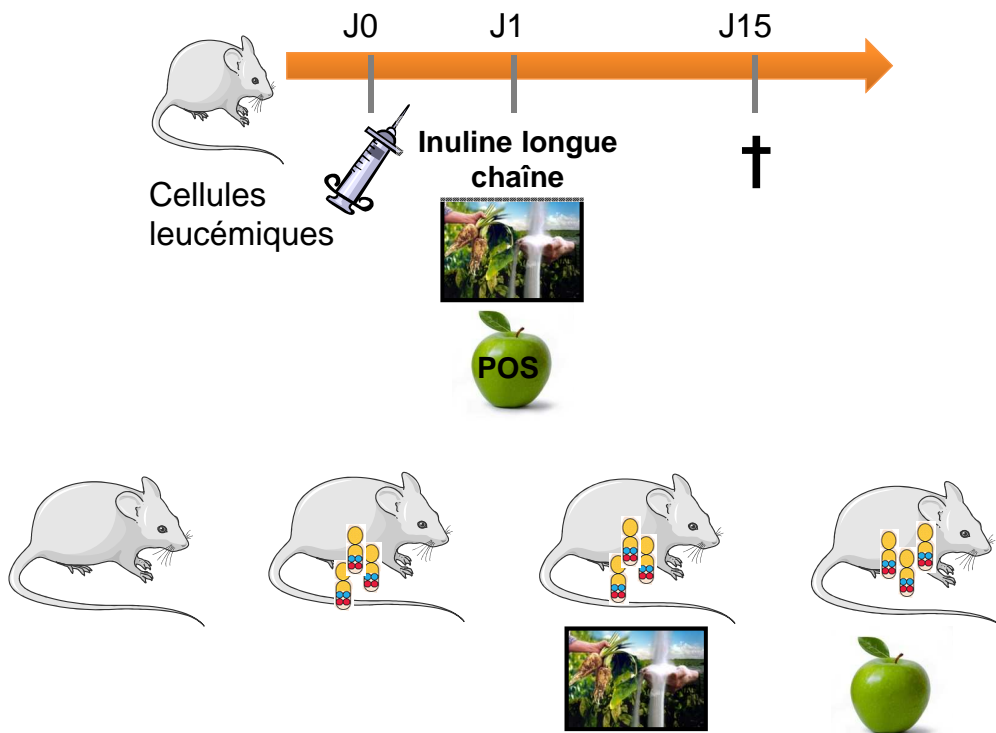 J0
J1
J15
Inuline longue
chaîne
Cellules
leucémiques
POS